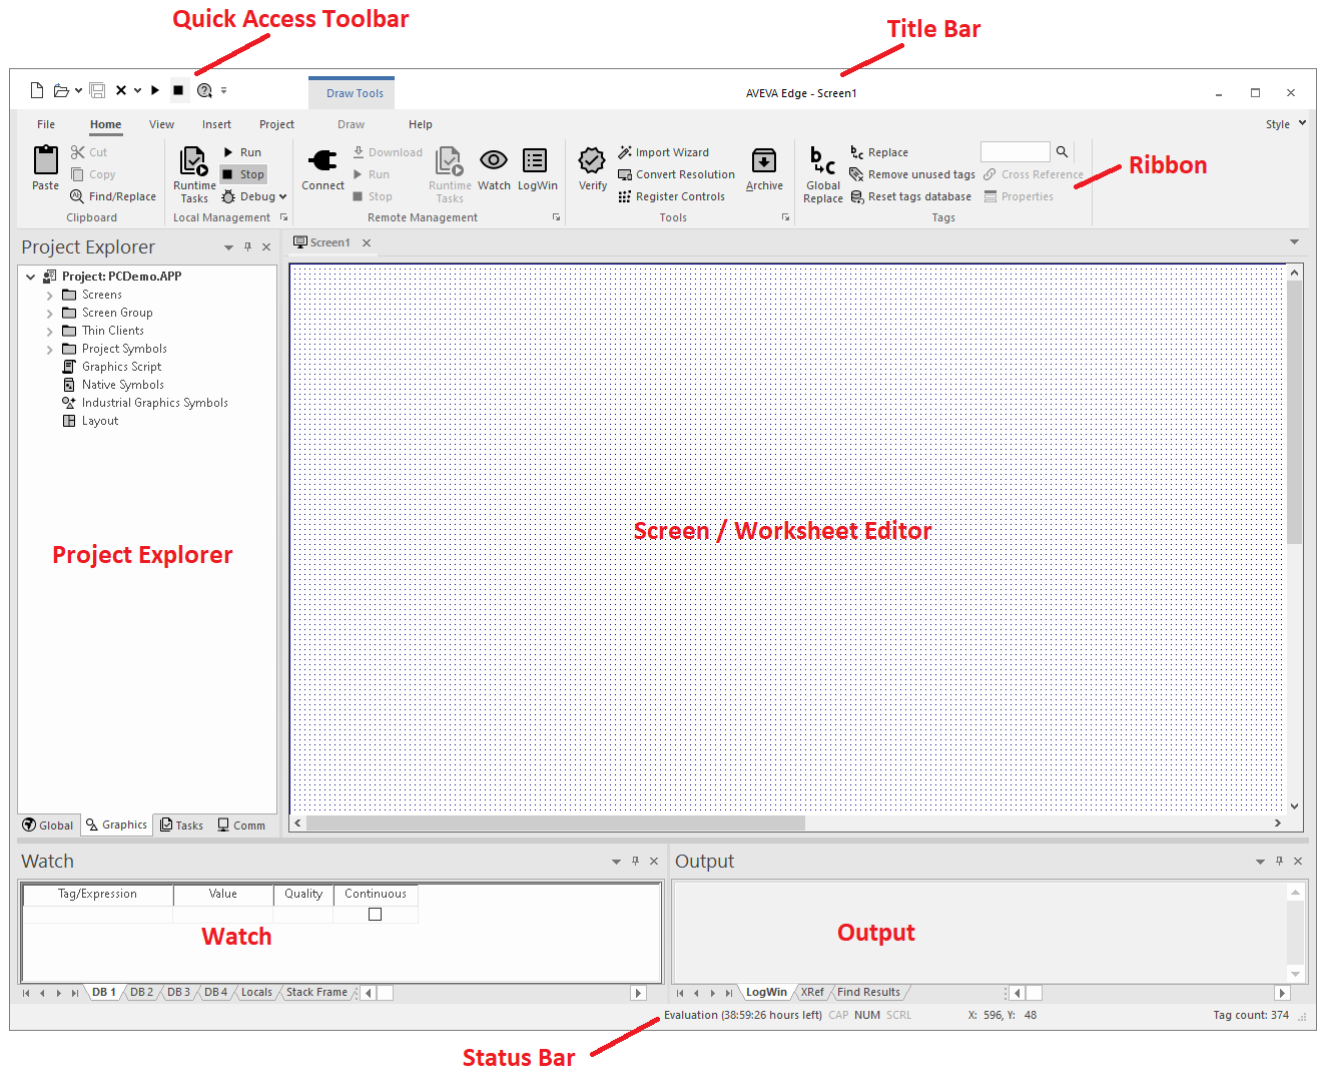 Quick Access Toolbar
Title Bar
Draw Tools
AVEVA Edge - Screen1
File Home View Insert Project Draw Help Style
Paste
Cut
Copy
Find/Replace
Clipboard
Runtime Tasks
Run
Stop
Debug
Local Management
Connect
Download
Run
Stop
Runtime Tasks
Watch
LogWin
Remote Management
Verify
Import Wizard
Convert Resolution
Register Controls
Archive
Tools
Global Replace
Replace
Remove unused tags
Reset tags database
Cross Reference
Properties
Tags
Ribbon
Project Explorer
Project: PCDemo.APP
Screens
Screen Group
Thin Clients
Project Symbols
Graphics Script
Native Symbols
Industrial Graphics Symbols
Layout
Project Explorer
Global Graphics Tasks Comm
Screen1
Screen / Worksheet Editor
Watch
Tag/Expression Value Quality Continuous
Watch
DB 1 DB 2 DB 3 DB 4 Locals Stack Frame
Output
Output
LogWin XRef Find Results
Evaluation (38:59:26 hours left) CAP NUM SCRL X: 596, Y: 48 Tag count: 374
Status Bar